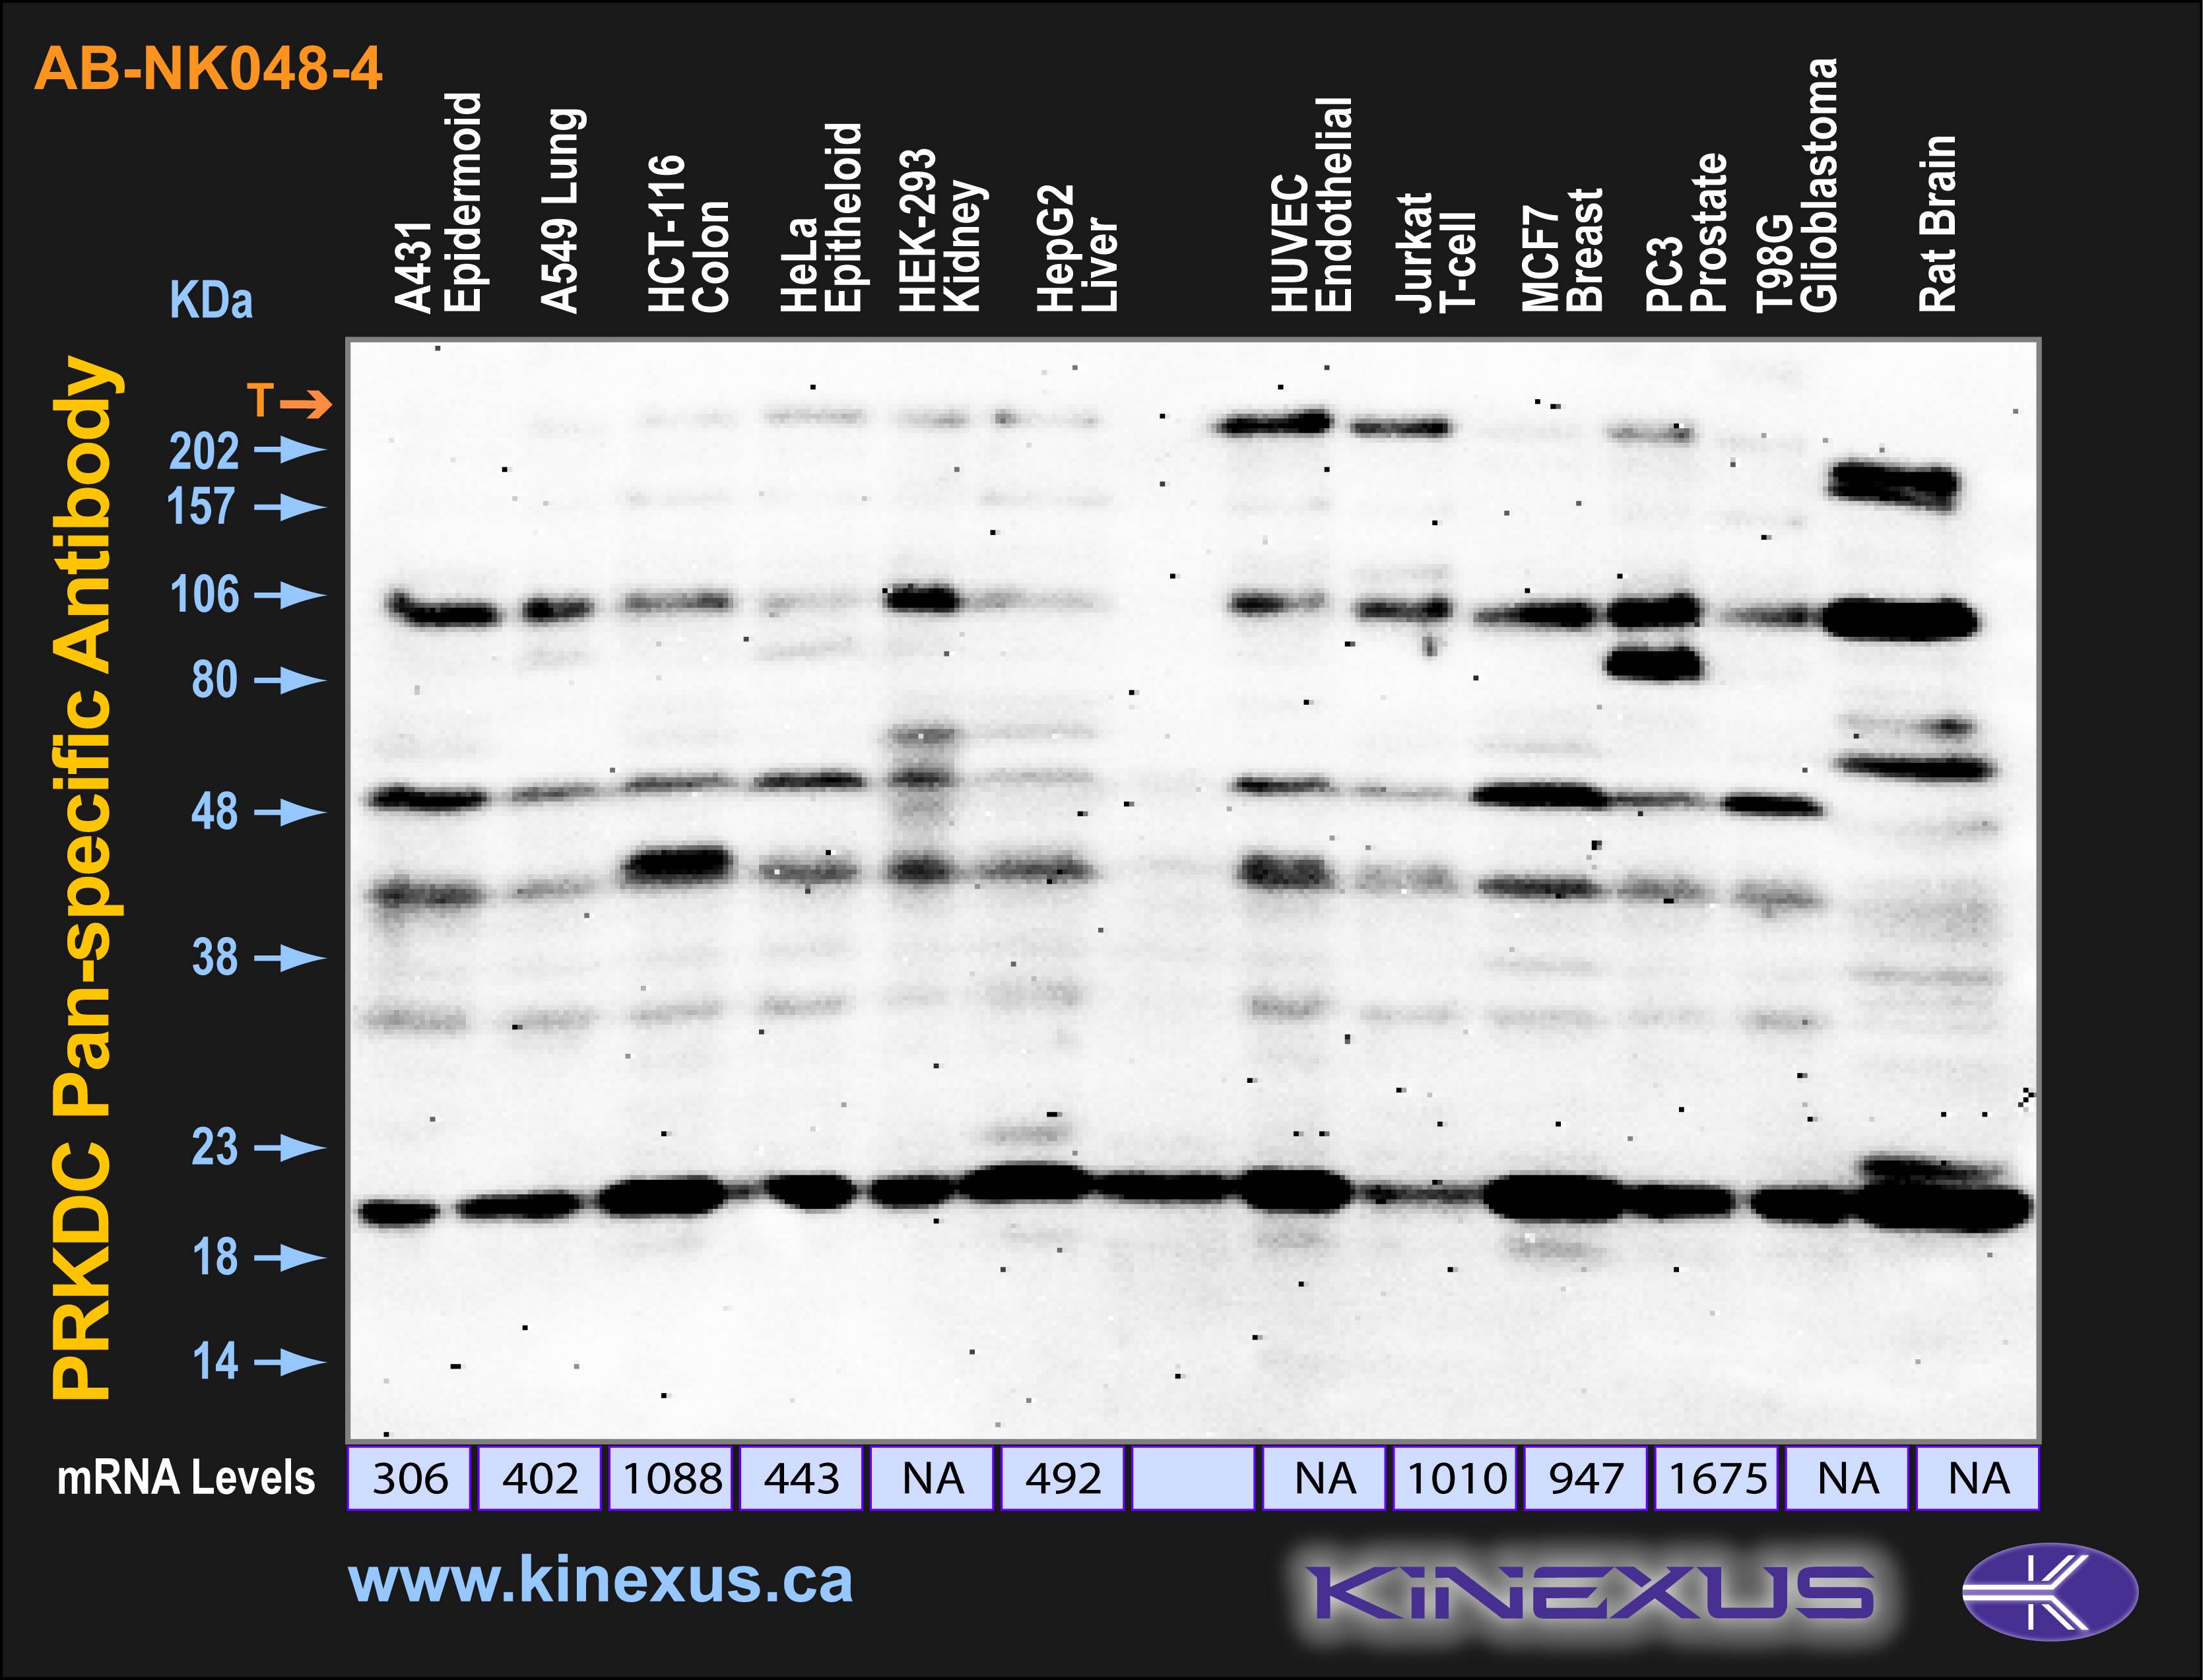 AB-NK048-4
A431
Epidermoid
A549 Lung
HCT-116
Colon
HeLa
Epitheloid
HEK-293
Kidney
HepG2
Liver
HUVEC
Endothelial
Jurkat
T-cell
MCF7
Breast
PC3
Prostate
T98G
Glioblastoma
Rat Brain
KDa
T
202
157
106
80
48
38
23
18
14
PRKDC Pan-specific Antibody
mRNA Levels 306 402 1088 443 NA 492 NA 1010 947 1675 NA NA
www.kinexus.ca
KiNEXUS
K